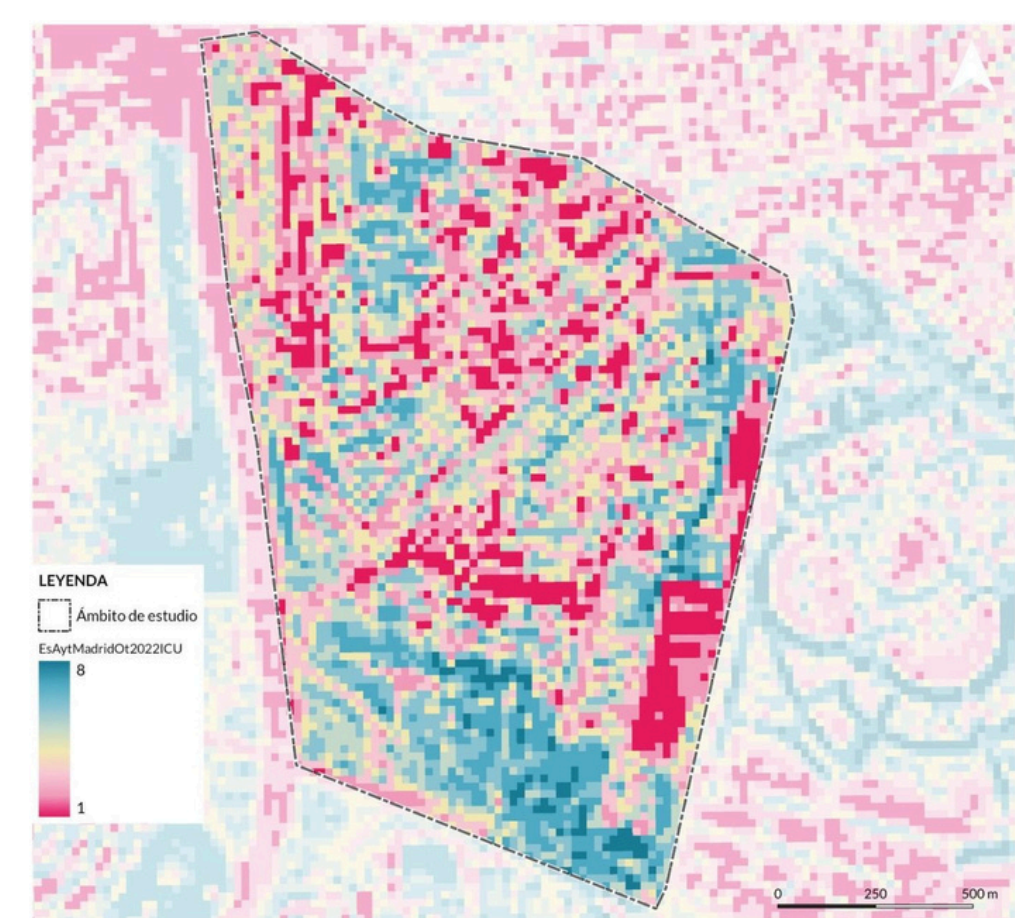 LEYENDA
Ámbito de estudio
EsAytMadridOt2022ICU
8
1
0 250 500 m